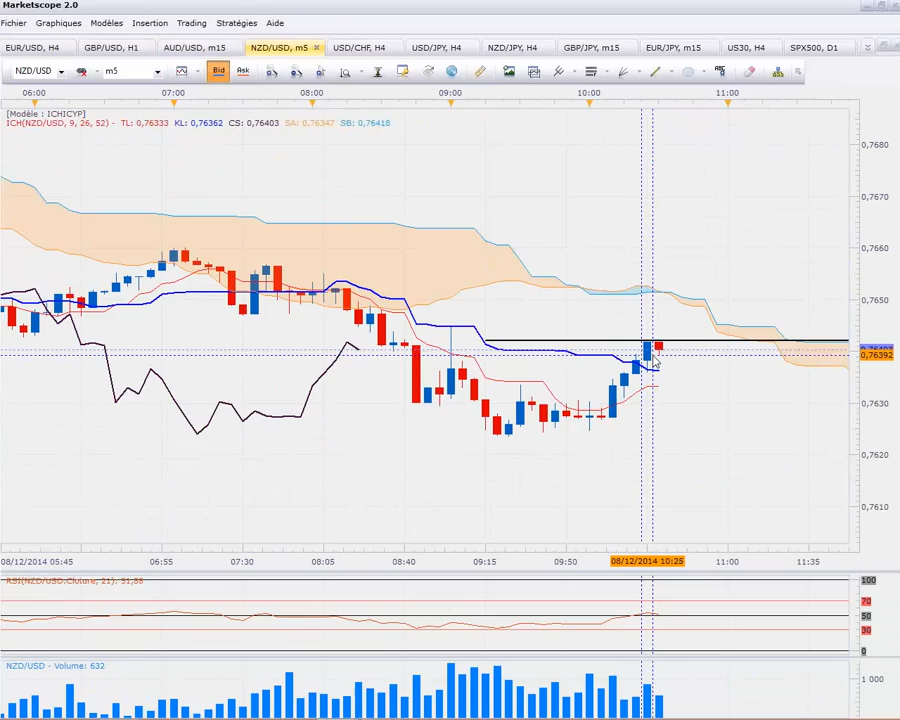 Marketscope 2.0
Fichier Graphiques Modèles Insertion Trading Stratégies Aide
EUR/USD, H4 GBP/USD, H1 AUD/USD, m15 NZD/USD, m5 USD/CHF, H4 USD/JPY, H4 NZD/JPY, H4 GBP/JPY, m15 EUR/JPY, m15 US30, H4 SPX500, D1
NZD/USD m5 Bid Ask
06:00 07:00 08:00 09:00 10:00 11:00
[Modèle : ICHICYP]
ICH(NZD/USD, 9, 26, 52) - TL: 0,76333 KL: 0,76362 CS: 0,76403 SA: 0,76347 SB: 0,76418
0,7680
0,7670
0,7660
0,7650
0,76392
0,7630
0,7620
0,7610
08/12/2014 05:45 06:55 07:30 08:05 08:40 09:15 09:50 08/12/2014 10:25 11:00 11:35
RSI(NZD/USD.Clôture, 21): 51,88
100
70
50
30
0
NZD/USD - Volume: 632
1 000